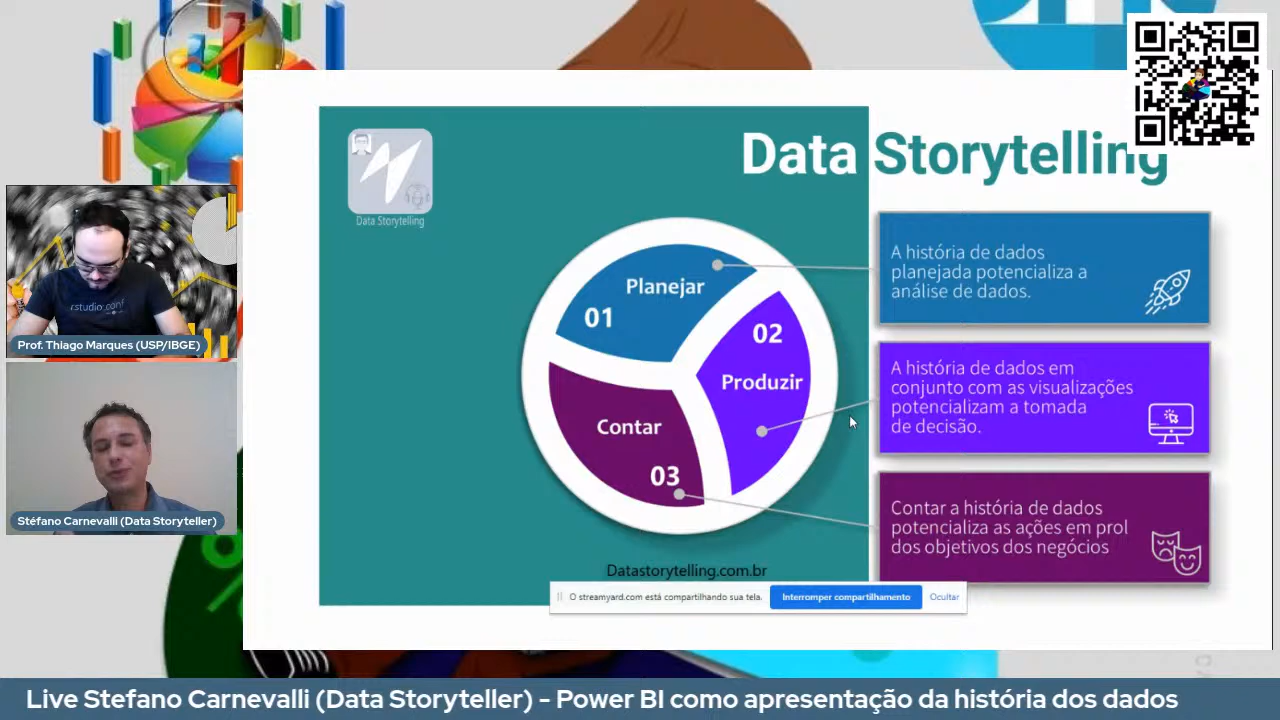 Data Storytelling
Data Storytelling
Planejar
01
02
Produzir
Contar
03
A história de dados
planejada potencializa a
análise de dados.
A história de dados em
conjunto com as visualizações
potencializam a tomada
de decisão.
Contar a história de dados
potencializa as ações em prol
dos objetivos dos negócios
Datastorytelling.com.br
O streamyard.com está compartilhando sua tela.
Interromper compartilhamento
Ocultar
rstudio::conf
Prof. Thiago Marques (USP/IBGE)
Stéfano Carnevalli (Data Storyteller)
%
Live Stefano Carnevalli (Data Storyteller) - Power BI como apresentação da história dos dados